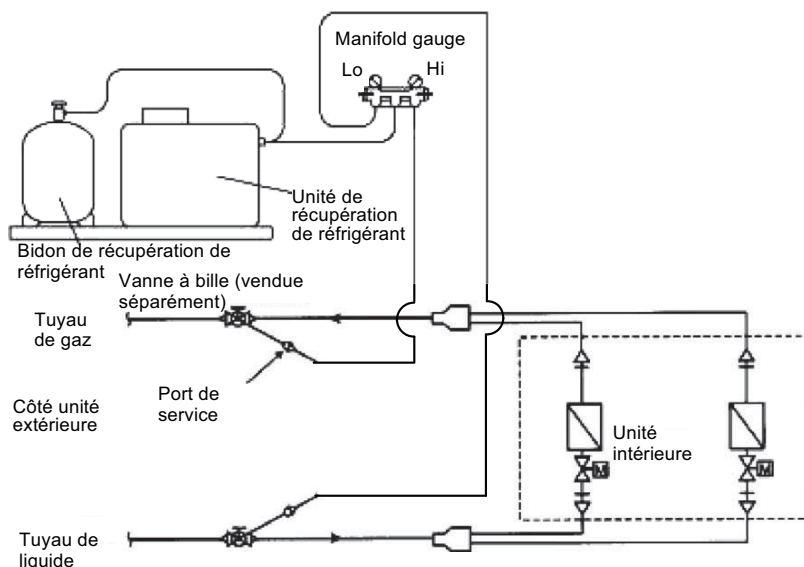 Manifold gauge
Lo
Hi
Unité de
récupération
de réfrigérant
Bidon de récupération de
réfrigérant
Vanne à bille (vendue
séparément)
Tuyau
de gaz
Port de
service
Côté unité
extérieure
Unité
intérieure
M
M
Tuyau de
liquide